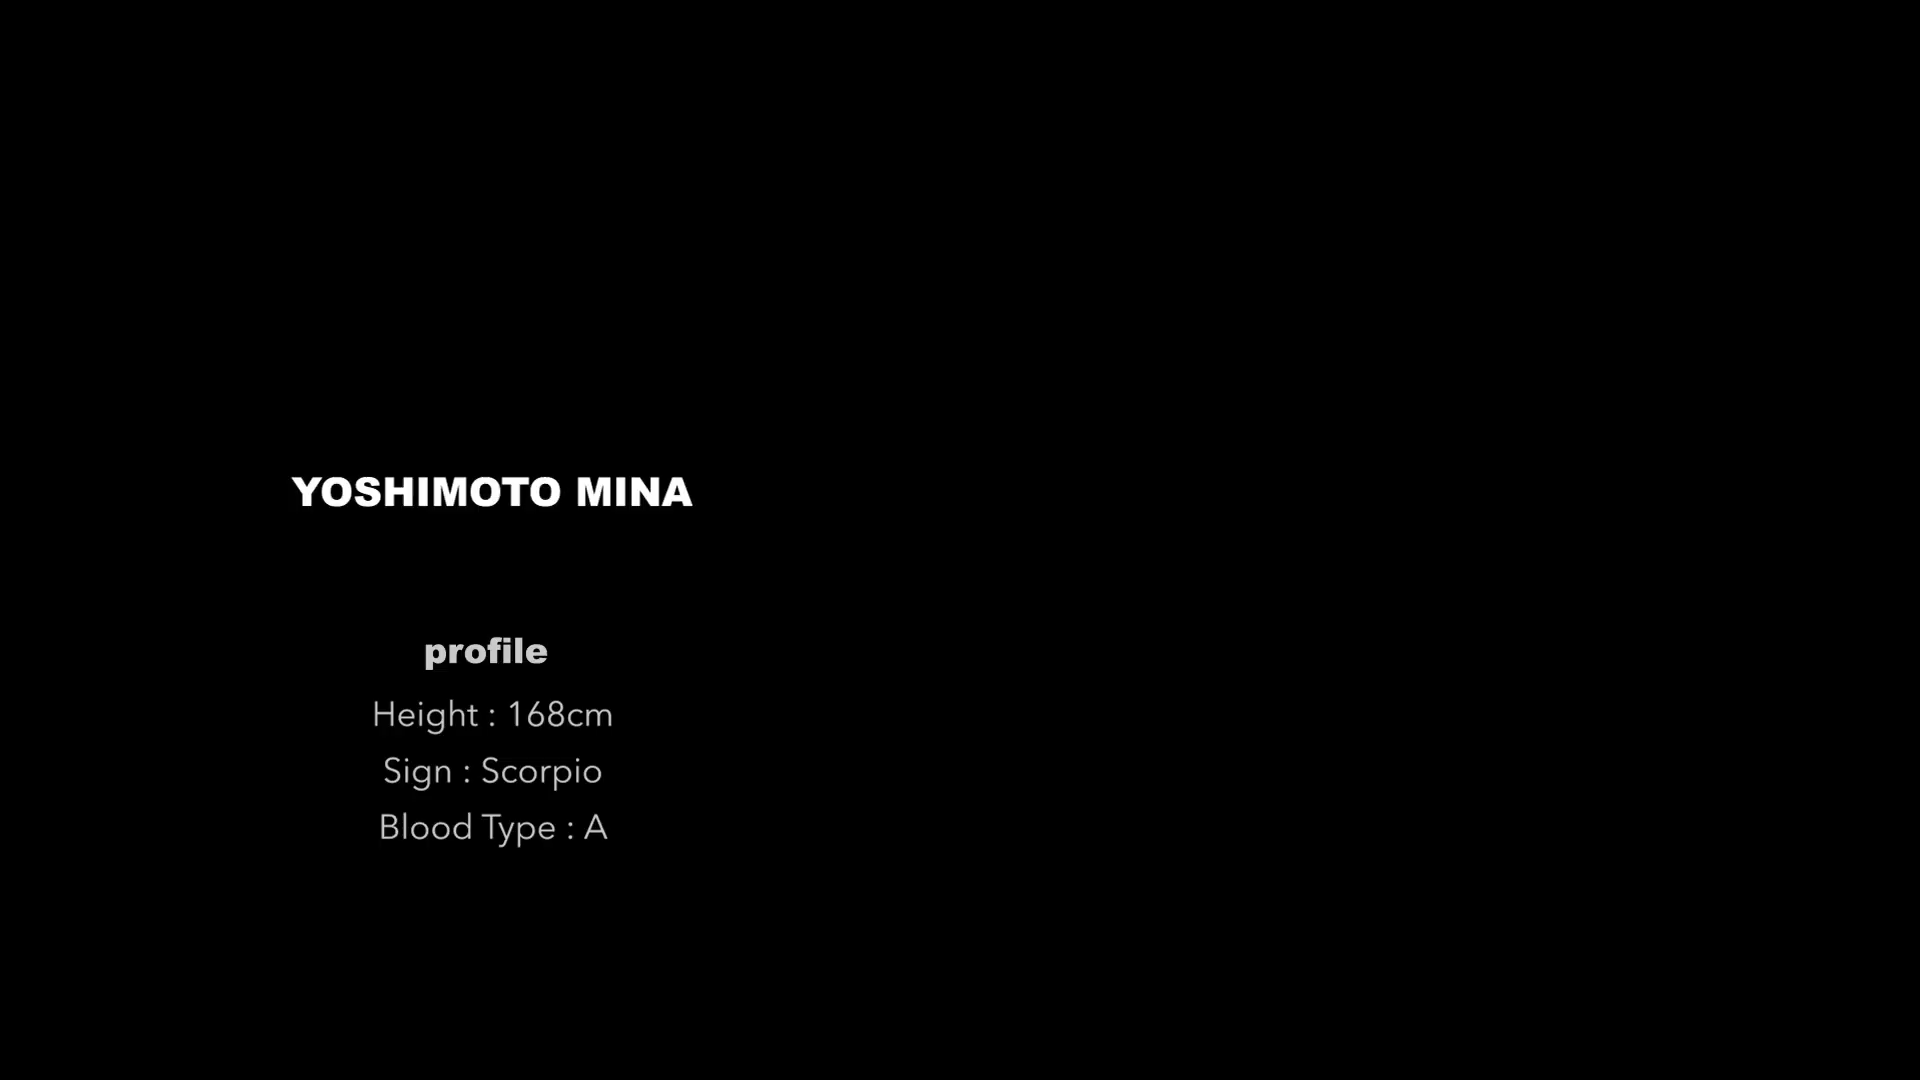 YOSHIMOTO MINA
profile
Height : 168cm
Sign : Scorpio
Blood Type : A